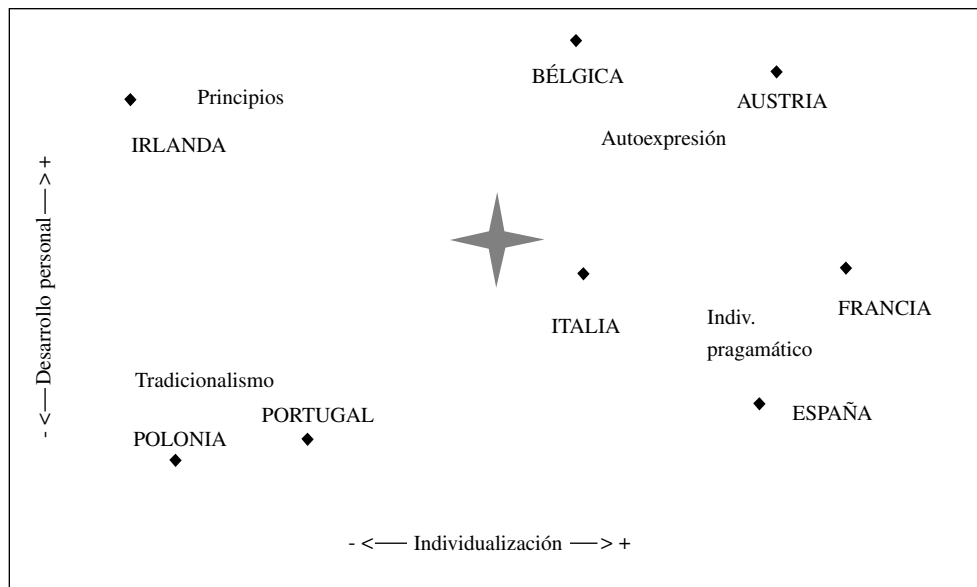 BÉLGICA
AUSTRIA
Principios
IRLANDA
Autoexpresión
- <—— Desarrollo personal ——> +
ITALIA
FRANCIA
Indiv.
pragamático
Tradicionalismo
PORTUGAL
ESPAÑA
POLONIA
- <—— Individualización ——> +